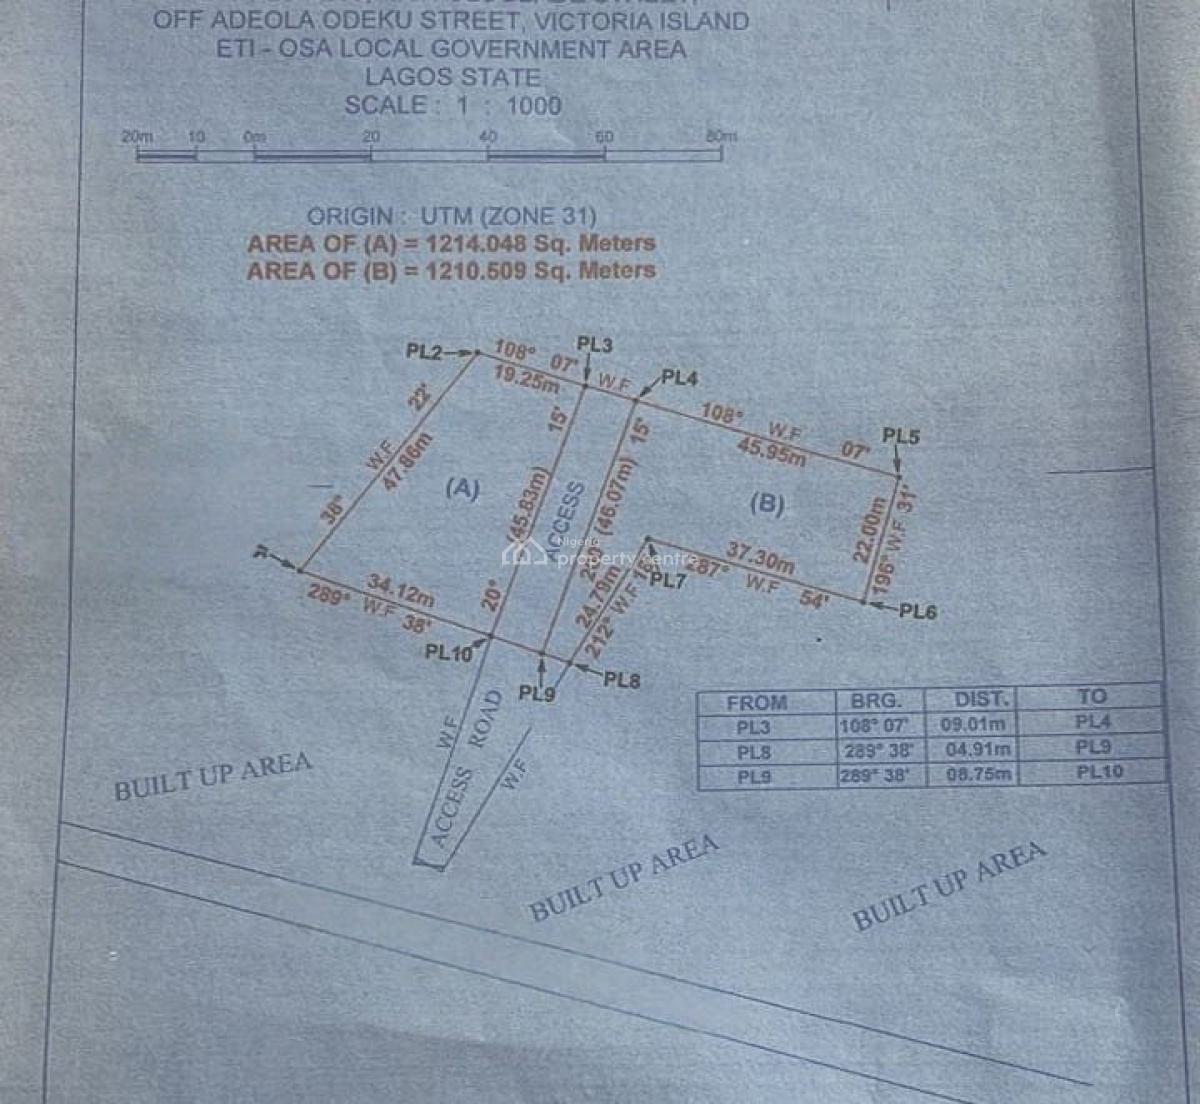 OFF ADEOLA ODEKU STREET, VICTORIA ISLAND
ETI - OSA LOCAL GOVERNMENT AREA
LAGOS STATE
SCALE : 1 : 1000
20m 10 0m 20 40 60 80m
ORIGIN : UTM (ZONE 31)
AREA OF (A) = 1214.048 Sq. Meters
AREA OF (B) = 1210.509 Sq. Meters
PL2
108° 07'
19.25m
PL3
W.F
PL4
108° W.F 07'
45.95m
PL5
38° W.F 22'
47.86m
(A)
20° (45.83m) 15'
ACCESS
(46.07m) 15'
(B)
22.00m
196° W.F 31'
Nigeria
property centre
37.30m
287° W.F 54'
PL7
PL6
24.79m
212° W.F
34.12m
289° W.F 38'
PL10
PL9
PL8
W.F
ACCESS ROAD
W.F
FROM BRG. DIST. TO
PL3 108° 07' 09.01m PL4
PL8 289° 38' 04.91m PL9
PL9 289° 38' 08.75m PL10
BUILT UP AREA
BUILT UP AREA
BUILT UP AREA